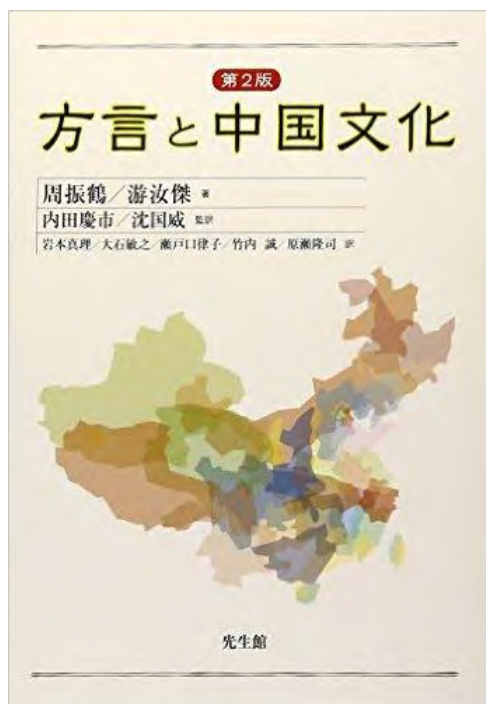 第2版
方言と中国文化
周振鶴/游汝傑 著
内田慶市/沈国威 監訳
岩本真理/大石敏之/瀬戸口律子/竹内 誠/原瀬隆司 訳
光生館